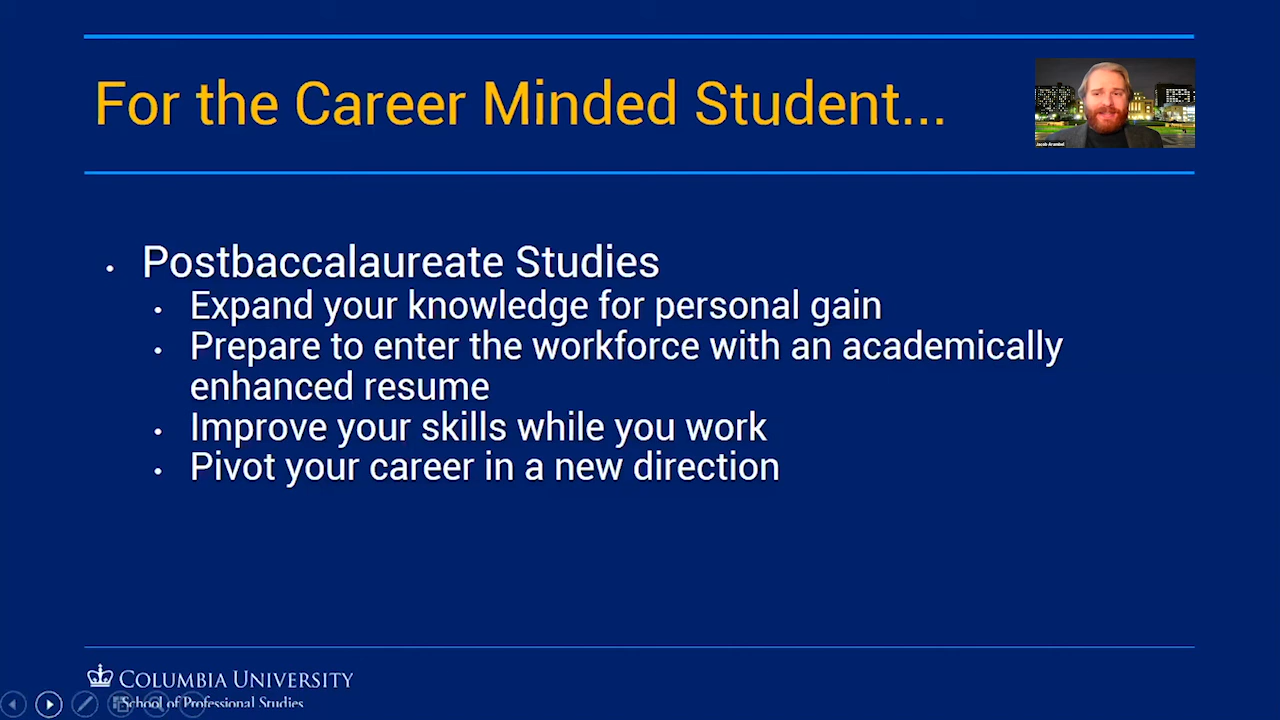 For the Career Minded Student...
Jacob Arumbel
• Postbaccalaureate Studies
• Expand your knowledge for personal gain
• Prepare to enter the workforce with an academically
enhanced resume
• Improve your skills while you work
• Pivot your career in a new direction
COLUMBIA UNIVERSITY
School of Professional Studies